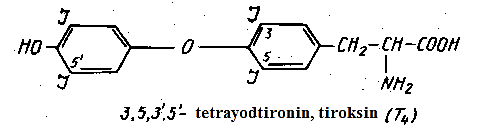 J J
HO- 3 -CH₂-CH-COOH
5' O 5
J J NH₂
3,5,3',5'- tetrayodtironin, tiroksin (T₄)